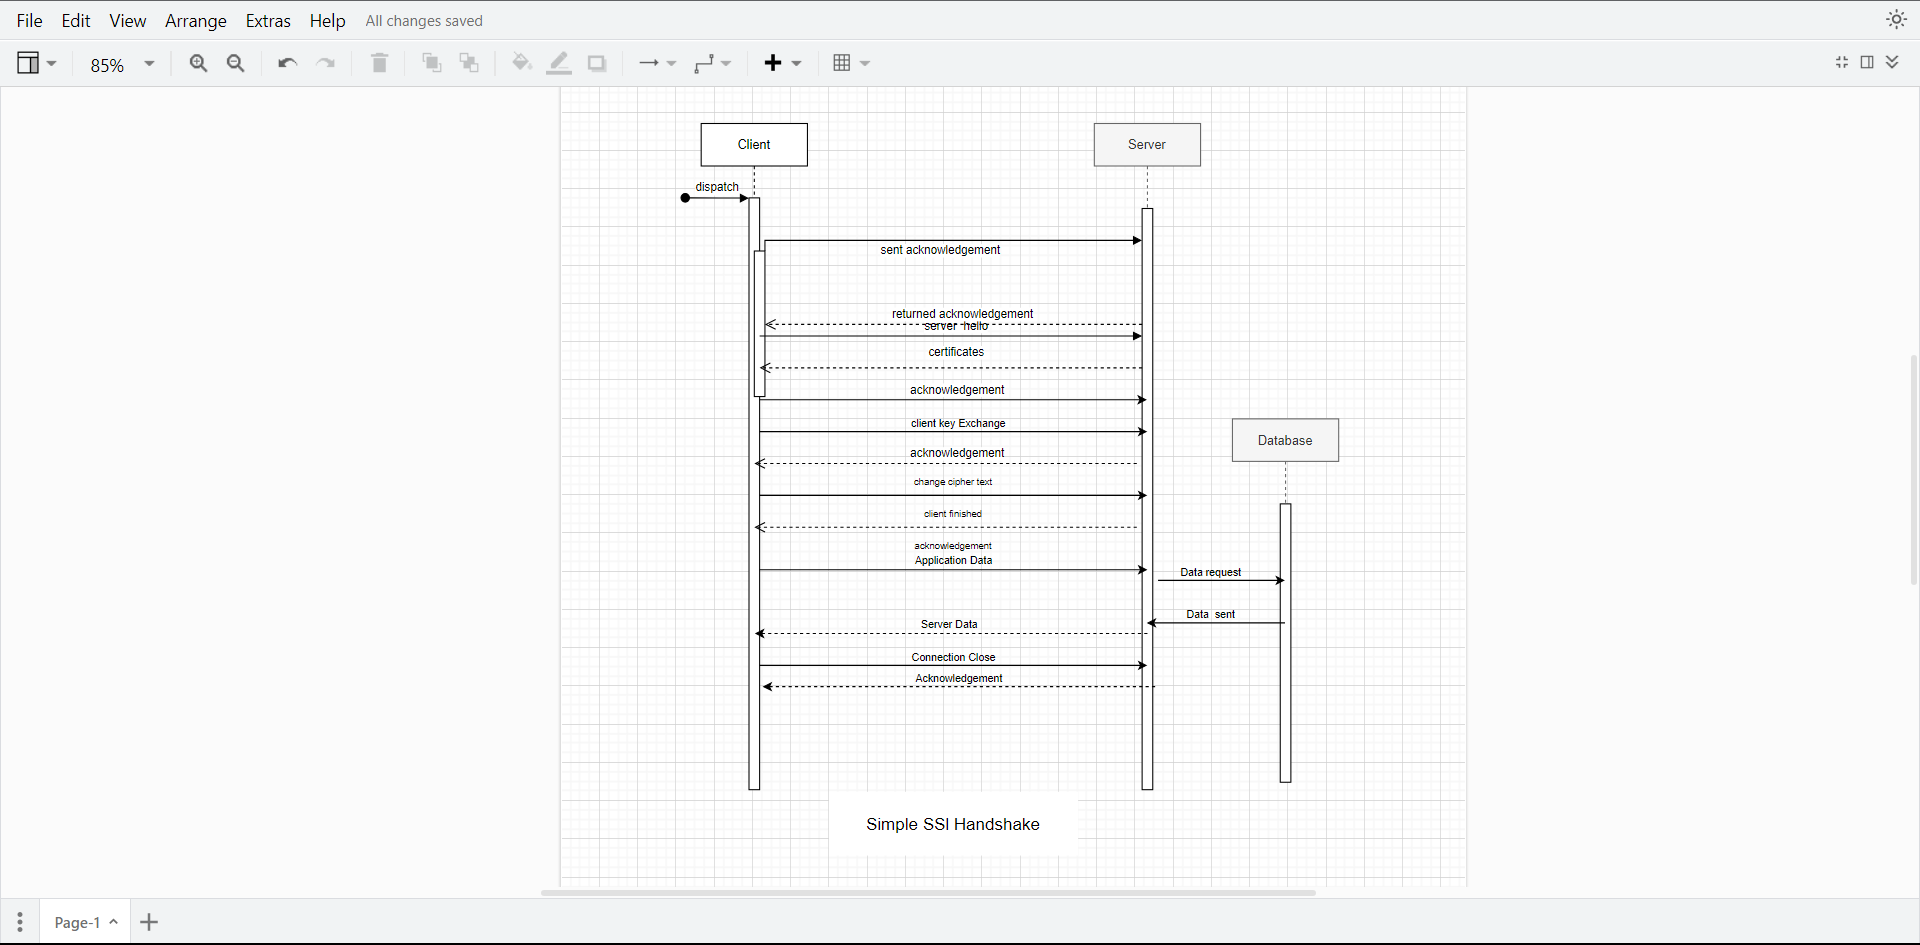 File Edit View Arrange Extras Help All changes saved
85%
Client
Server
dispatch
sent acknowledgement
returned acknowledgement
server hello
certificates
acknowledgement
client key Exchange
Database
acknowledgement
change cipher text
client finished
acknowledgement
Application Data
Data request
Data sent
Server Data
Connection Close
Acknowledgement
Simple SSl Handshake
Page-1